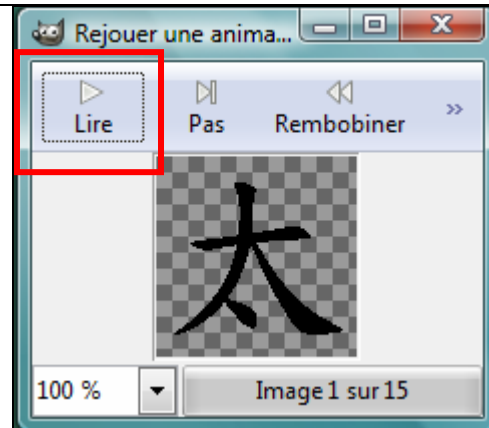 Rejouer une anima...
Lire Pas Rembobiner »
太
100 % Image 1 sur 15